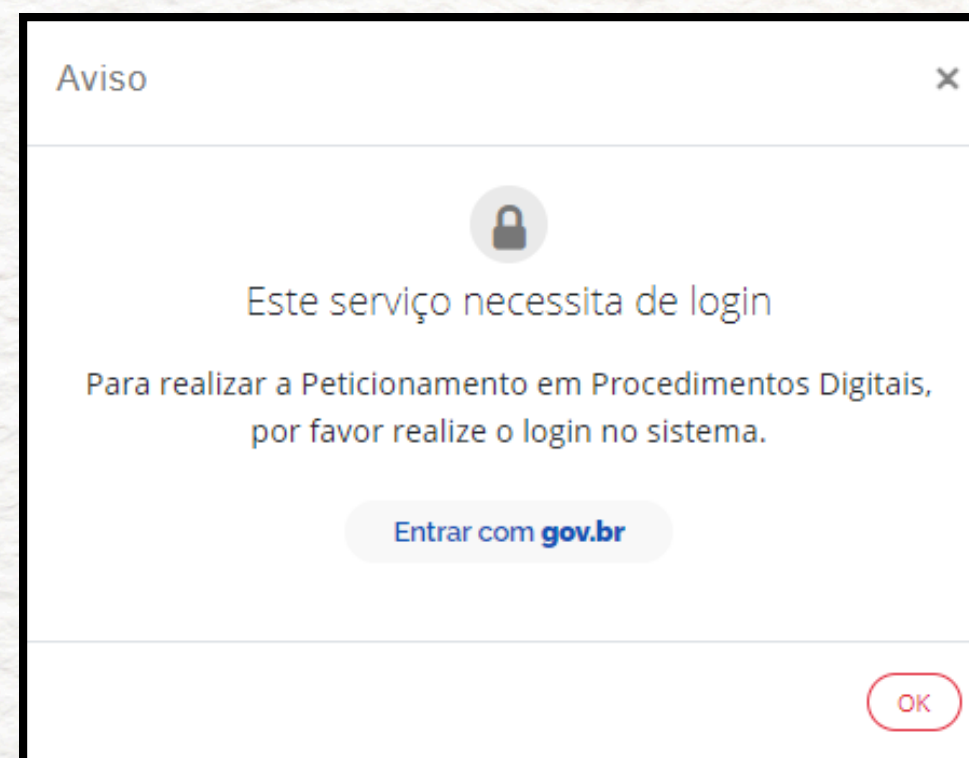 Aviso
Este serviço necessita de login
Para realizar a Peticionamento em Procedimentos Digitais,
por favor realize o login no sistema.
Entrar com gov.br
OK